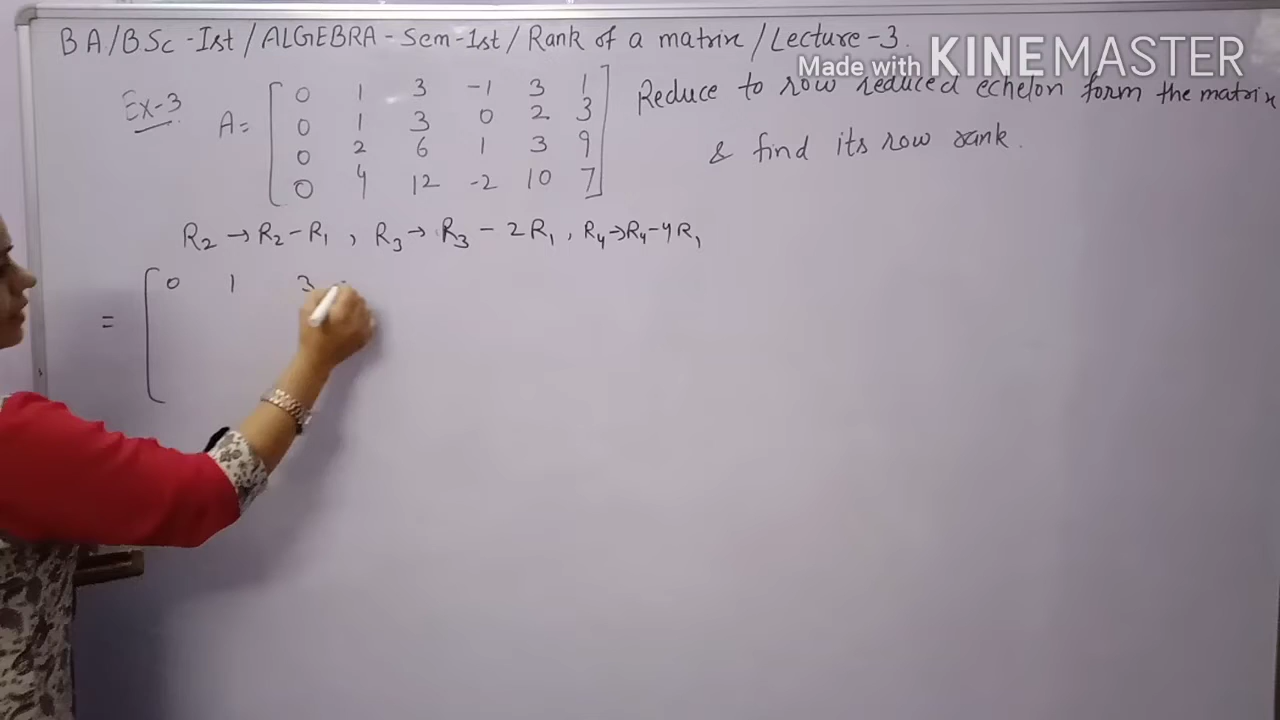 BA/BSc-Ist/ALGEBRA-Sem-1st/Rank of a matrix/Lecture-3.
Made with KINEMASTER
Ex-3 A= [ 0 1 3 -1 3 1 ] Reduce to row reduced echelon form the matrix
0 1 3 0 2 3
0 2 6 1 3 9 & find its row rank.
0 4 12 -2 10 7
R2→R2-R1, R3→R3-2R1, R4→R4-4R1
= [ 0 1 3